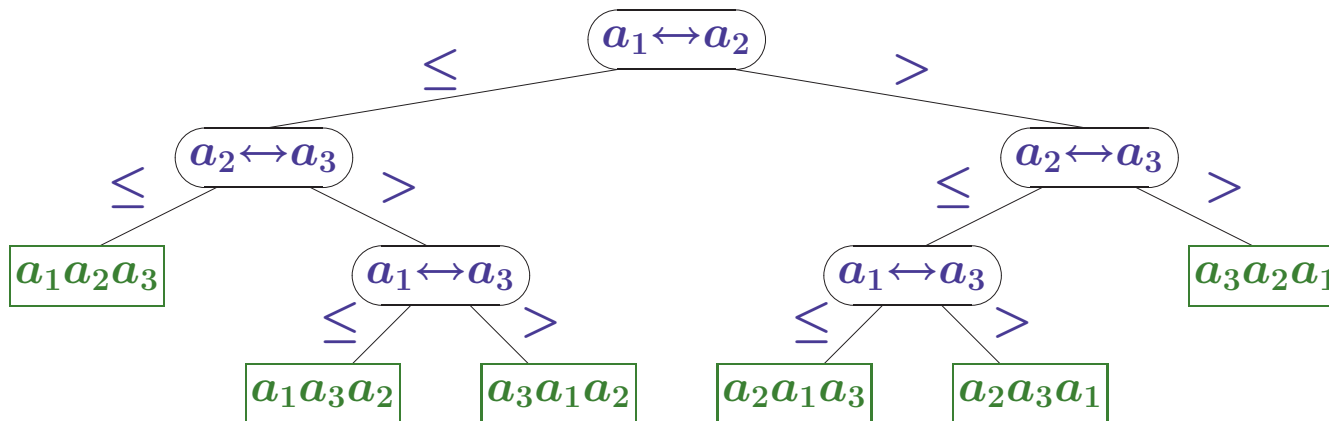 a₁↔a₂
≤ >
a₂↔a₃ a₂↔a₃
≤ > ≤ >
a₁a₂a₃ a₁↔a₃ a₁↔a₃ a₃a₂a₁
≤ > ≤ >
a₁a₃a₂ a₃a₁a₂ a₂a₁a₃ a₂a₃a₁